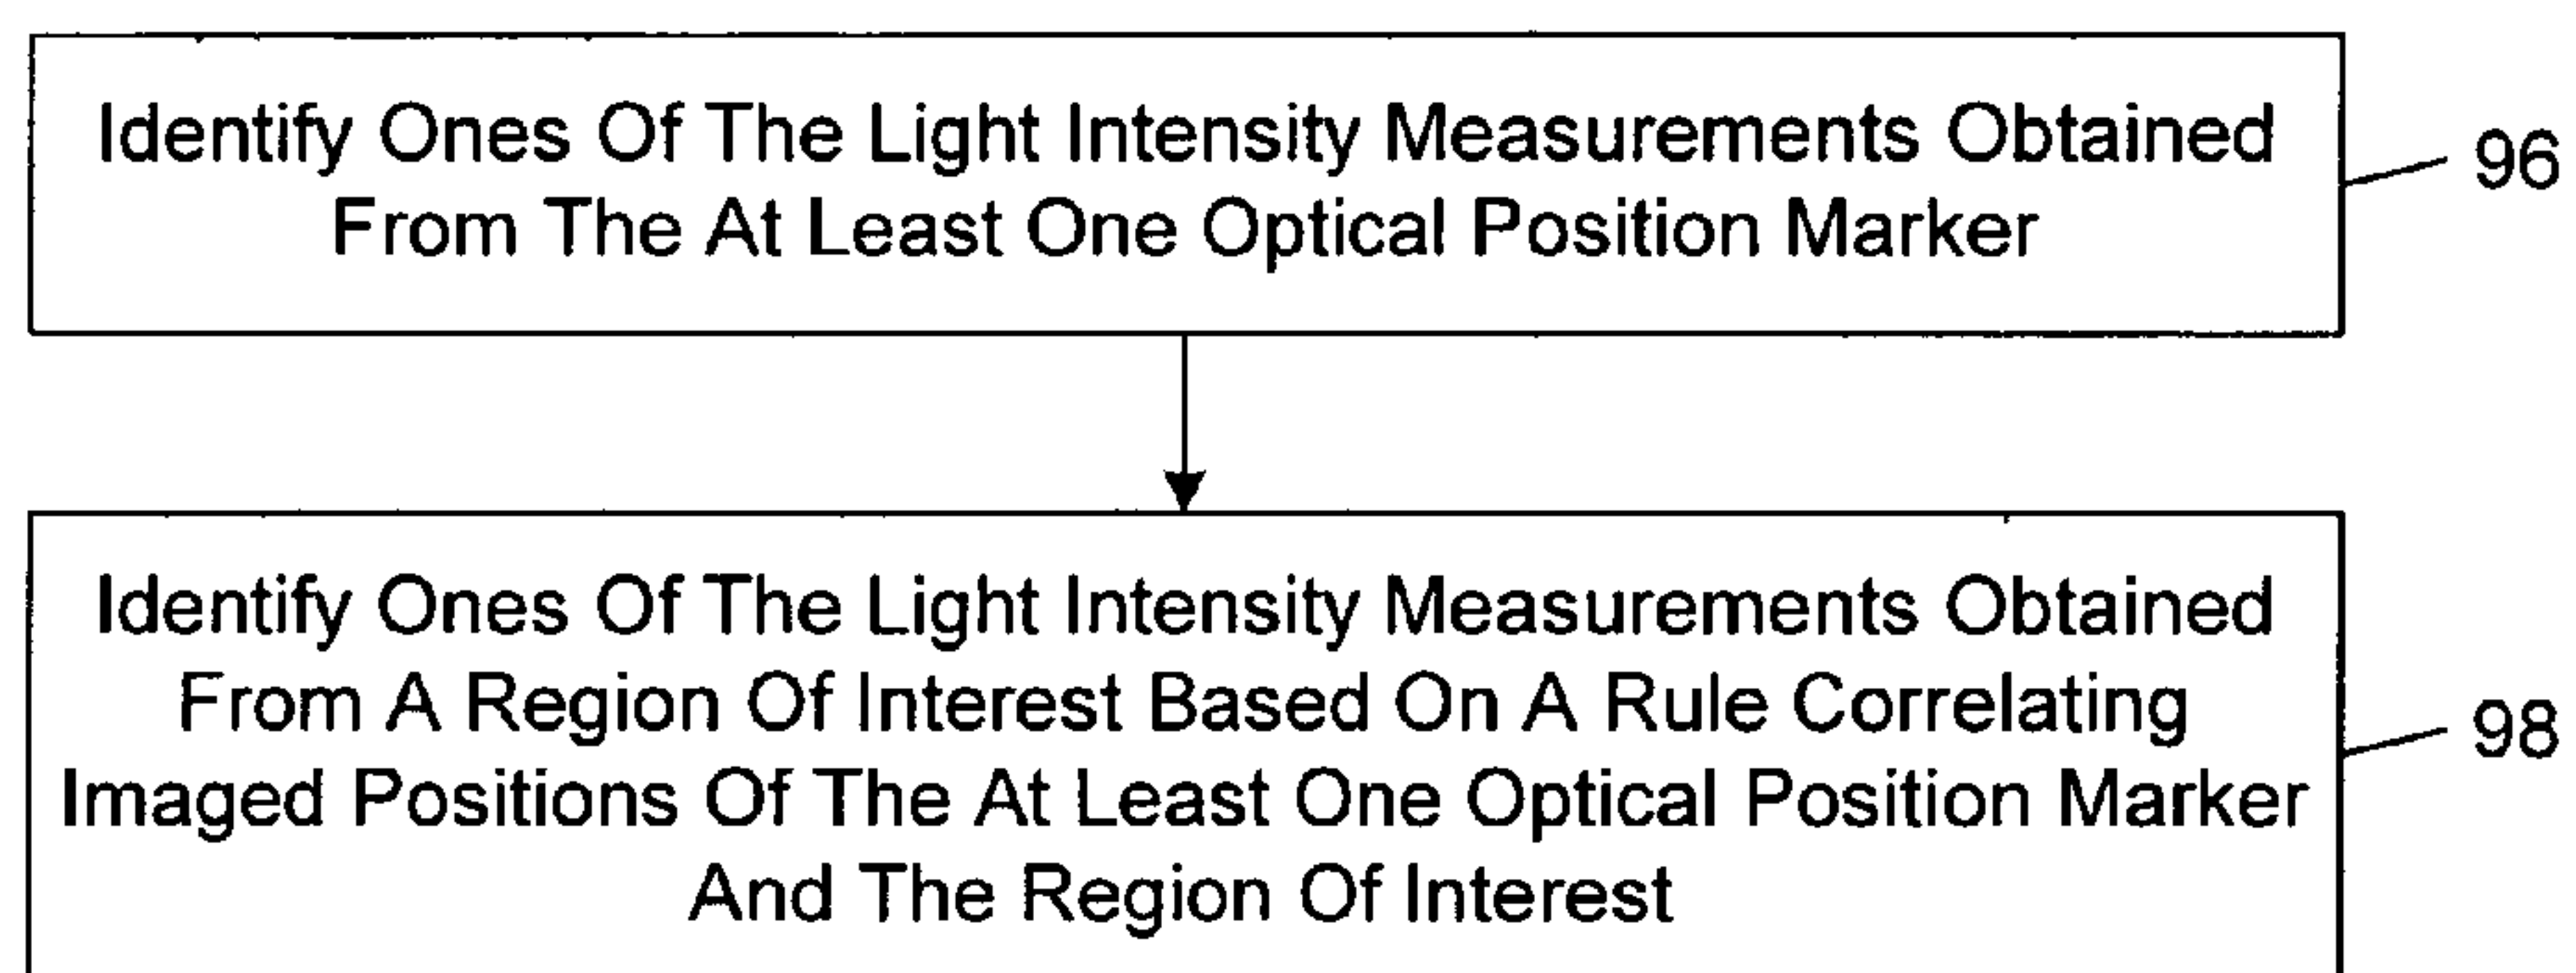 Identify Ones Of The Light Intensity Measurements Obtained
From The At Least One Optical Position Marker
96
Identify Ones Of The Light Intensity Measurements Obtained
From A Region Of Interest Based On A Rule Correlating
Imaged Positions Of The At Least One Optical Position Marker
And The Region Of Interest
98